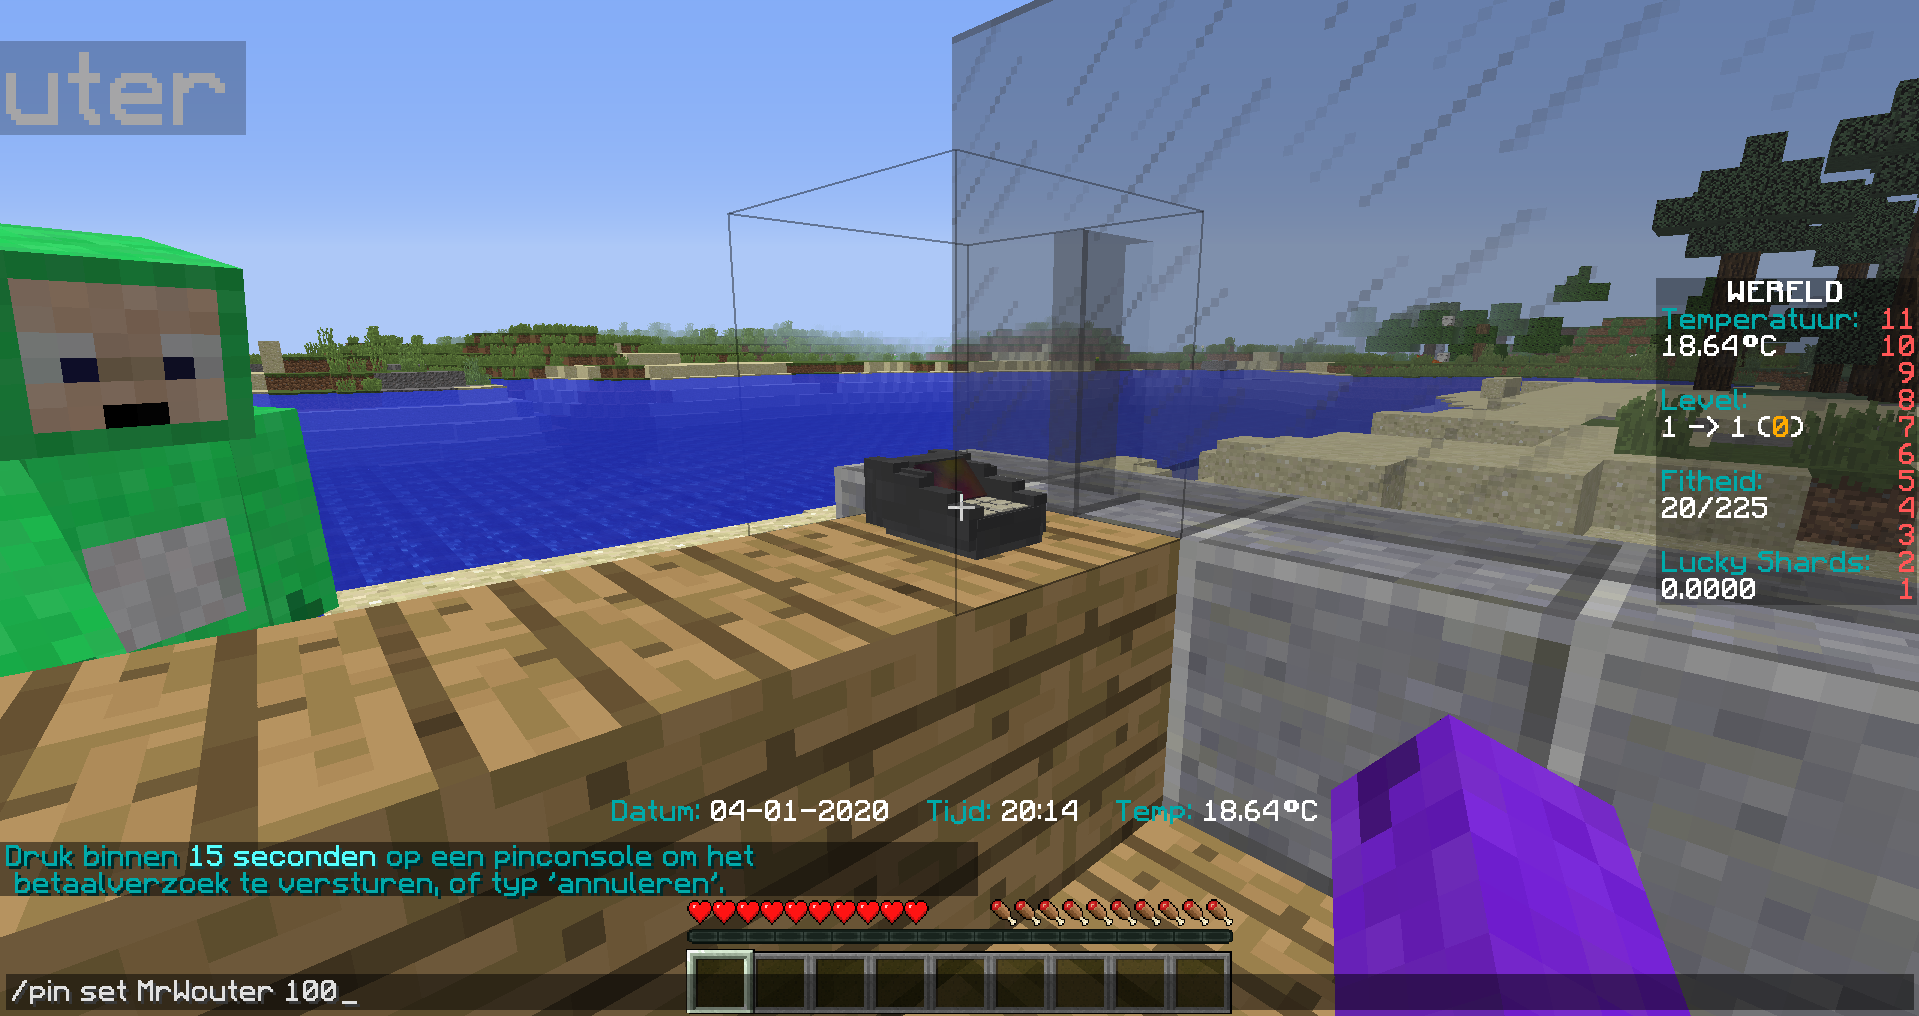 uter
WERELD
Temperatuur: 11
18.64ºC 10
9
Level: 8
1 -> 1 (0) 7
6
Fitheid: 5
20/225 4
3
Lucky Shards: 2
0.0000 1
Datum: 04-01-2020 Tijd: 20:14 Temp: 18.64ºC
Druk binnen 15 seconden op een pinconsole om het
betaalverzoek te versturen, of typ 'annuleren'.
/pin set MrWouter 100_